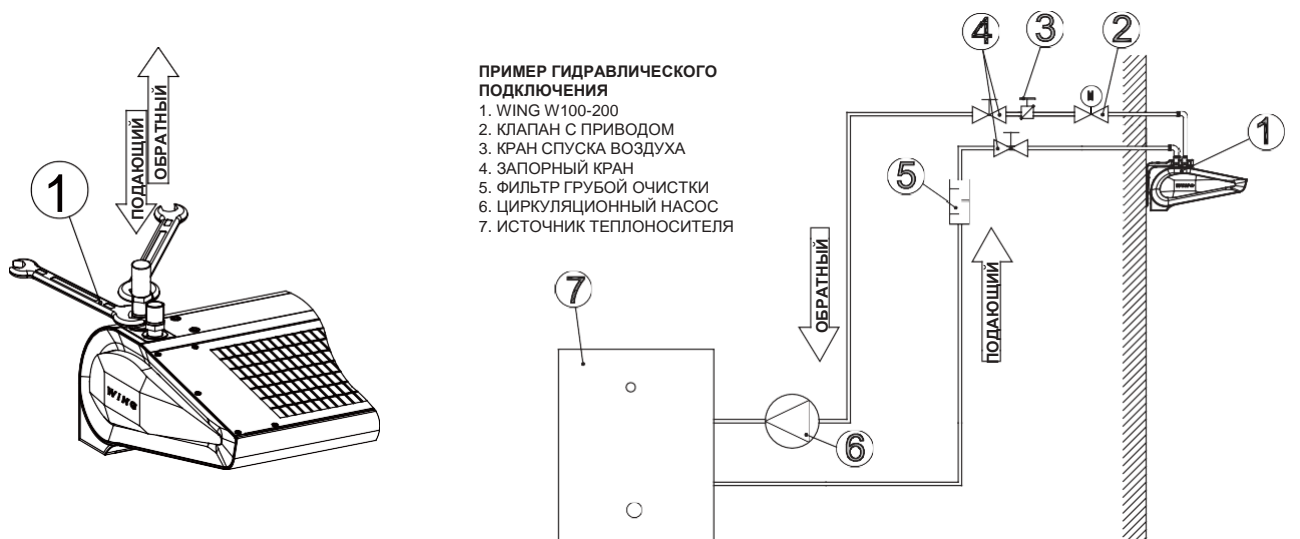 ПОДАЮЩИЙ
ОБРАТНЫЙ
1
WING
ПРИМЕР ГИДРАВЛИЧЕСКОГО
ПОДКЛЮЧЕНИЯ
1. WING W100-200
2. КЛАПАН С ПРИВОДОМ
3. КРАН СПУСКА ВОЗДУХА
4. ЗАПОРНЫЙ КРАН
5. ФИЛЬТР ГРУБОЙ ОЧИСТКИ
6. ЦИРКУЛЯЦИОННЫЙ НАСОС
7. ИСТОЧНИК ТЕПЛОНОСИТЕЛЯ
4
3
2
M
1
WING
5
ОБРАТНЫЙ
ПОДАЮЩИЙ
7
6